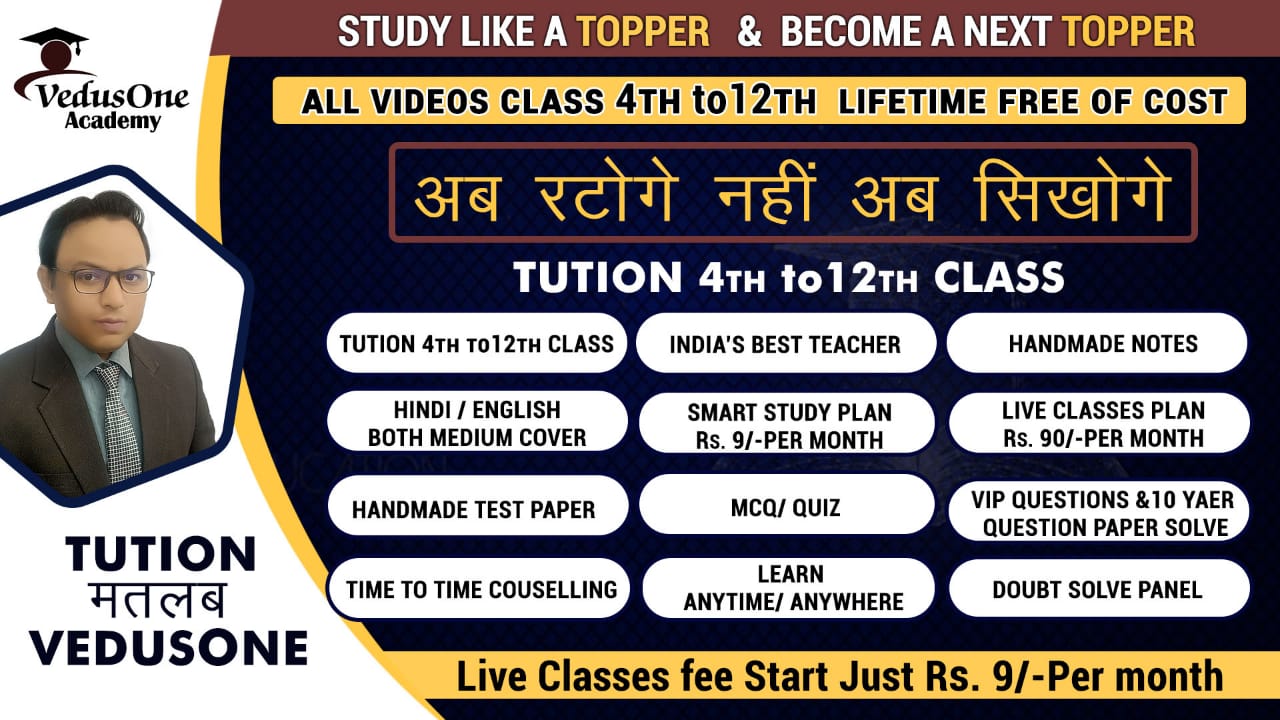 VedusOne
Academy
STUDY LIKE A TOPPER & BECOME A NEXT TOPPER
ALL VIDEOS CLASS 4TH to12TH LIFETIME FREE OF COST
अब रटोगे नहीं अब सिखोगे
TUTION 4TH to12TH CLASS
TUTION 4TH TO12TH CLASS
INDIA'S BEST TEACHER
HANDMADE NOTES
HINDI / ENGLISH
BOTH MEDIUM COVER
SMART STUDY PLAN
Rs. 9/-PER MONTH
LIVE CLASSES PLAN
Rs. 90/-PER MONTH
HANDMADE TEST PAPER
MCQ/ QUIZ
VIP QUESTIONS &10 YAER
QUESTION PAPER SOLVE
TIME TO TIME COUSELLING
LEARN
ANYTIME/ ANYWHERE
DOUBT SOLVE PANEL
TUTION
मतलब
VEDUSONE
Live Classes fee Start Just Rs. 9/-Per month